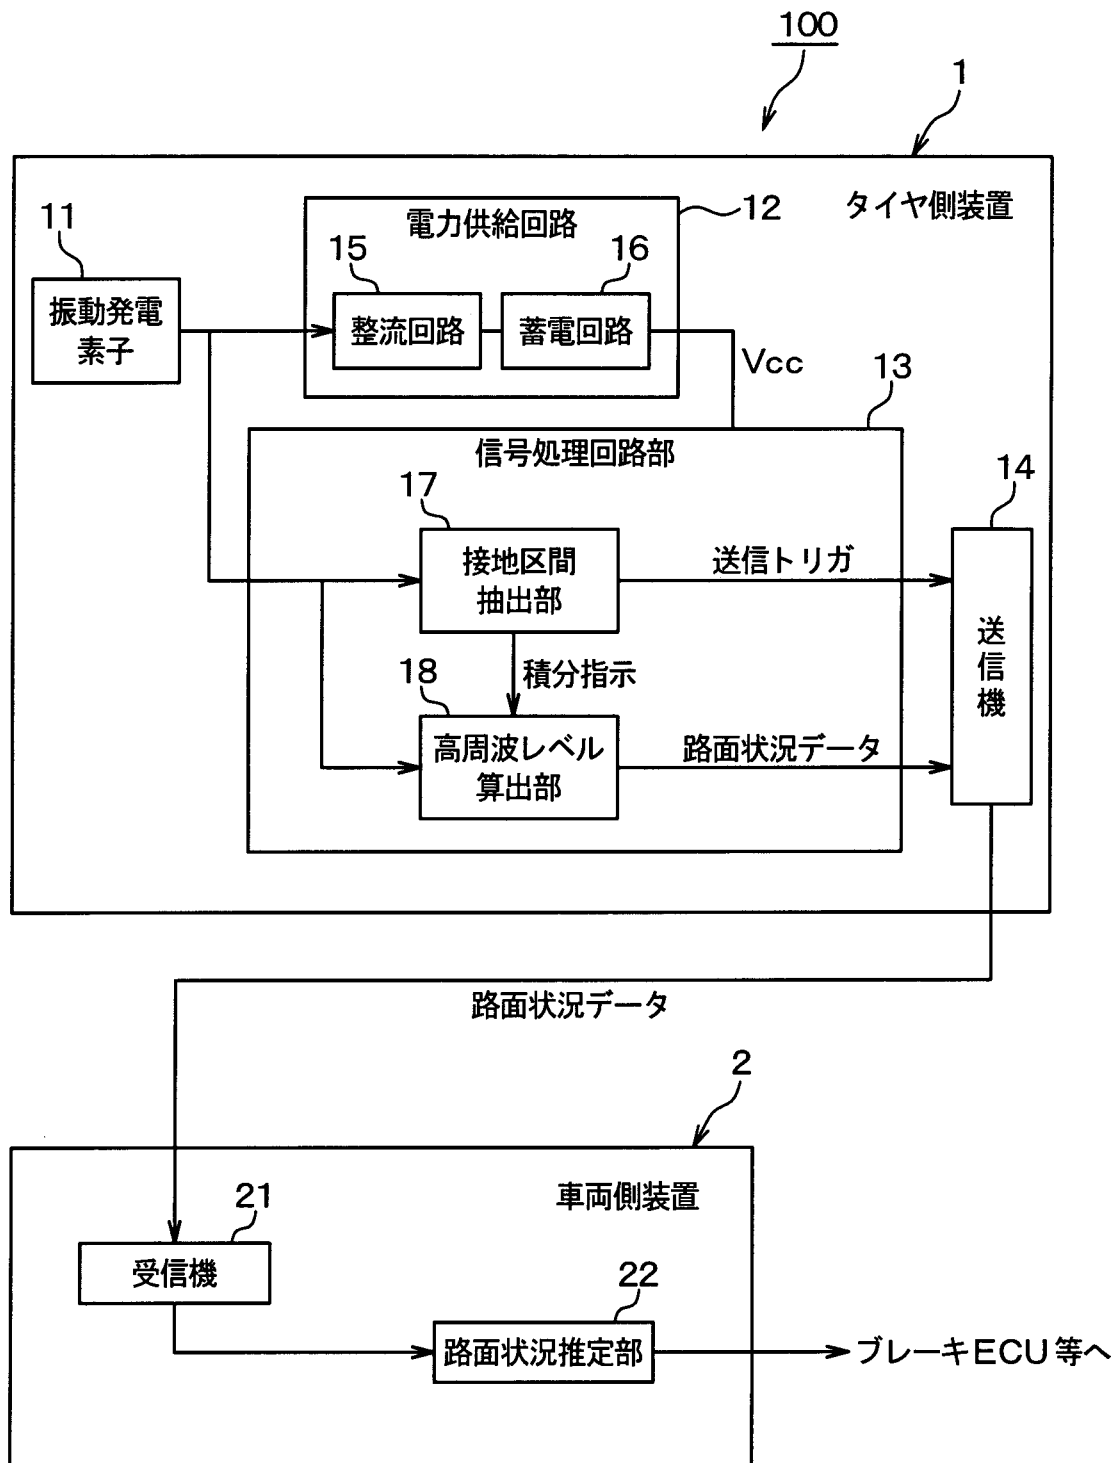 100
1
タイヤ側装置
11
振動発電
素子
12
電力供給回路
15
整流回路
16
蓄電回路
Vcc
13
信号処理回路部
17
接地区間
抽出部
送信トリガ
14
送信機
積分指示
18
高周波レベル
算出部
路面状況データ
路面状況データ
2
車両側装置
21
受信機
22
路面状況推定部
ブレーキECU等へ